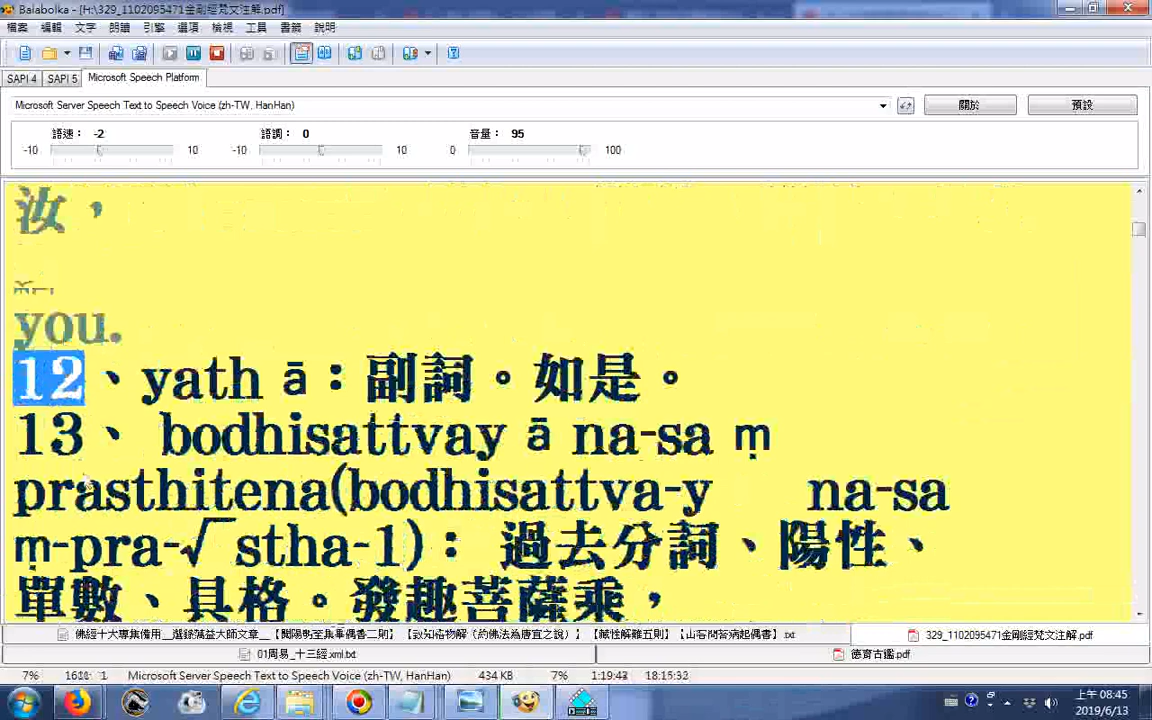 Balabolka - [H:\329_1102095471金剛經梵文注解.pdf]
檔案 編輯 文字 朗讀 引擎 選項 檢視 工具 書籤 說明
SAPI 4 SAPI 5 Microsoft Speech Platform
Microsoft Server Speech Text to Speech Voice (zh-TW, HanHan) 關於 預設
語速： -2 語調： 0 音量： 95
-10 10 -10 10 0 100
汝，
you.
12、yath ā：副詞。如是。
13、 bodhisattvay ā na-sa ṃ
prasthitena(bodhisattva-y na-sa
ṃ-pra-√ stha-1)： 過去分詞、陽性、
單數、具格。發趣菩薩乘，
329_1102095471金剛經梵文注解.pdf
01周易_十三經.xml.txt 德育古鑑.pdf
7% 1618: 1 Microsoft Server Speech Text to Speech Voice (zh-TW, HanHan) 434 KB 7% 1:19:43 18:15:32
上午 08:45
2019/6/13